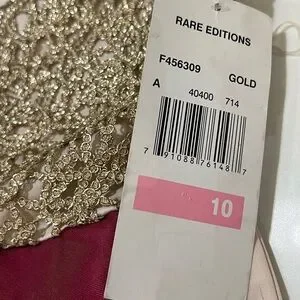 RARE EDITIONS
F456309 GOLD
A 40400 714
7 91088 76148 7
10